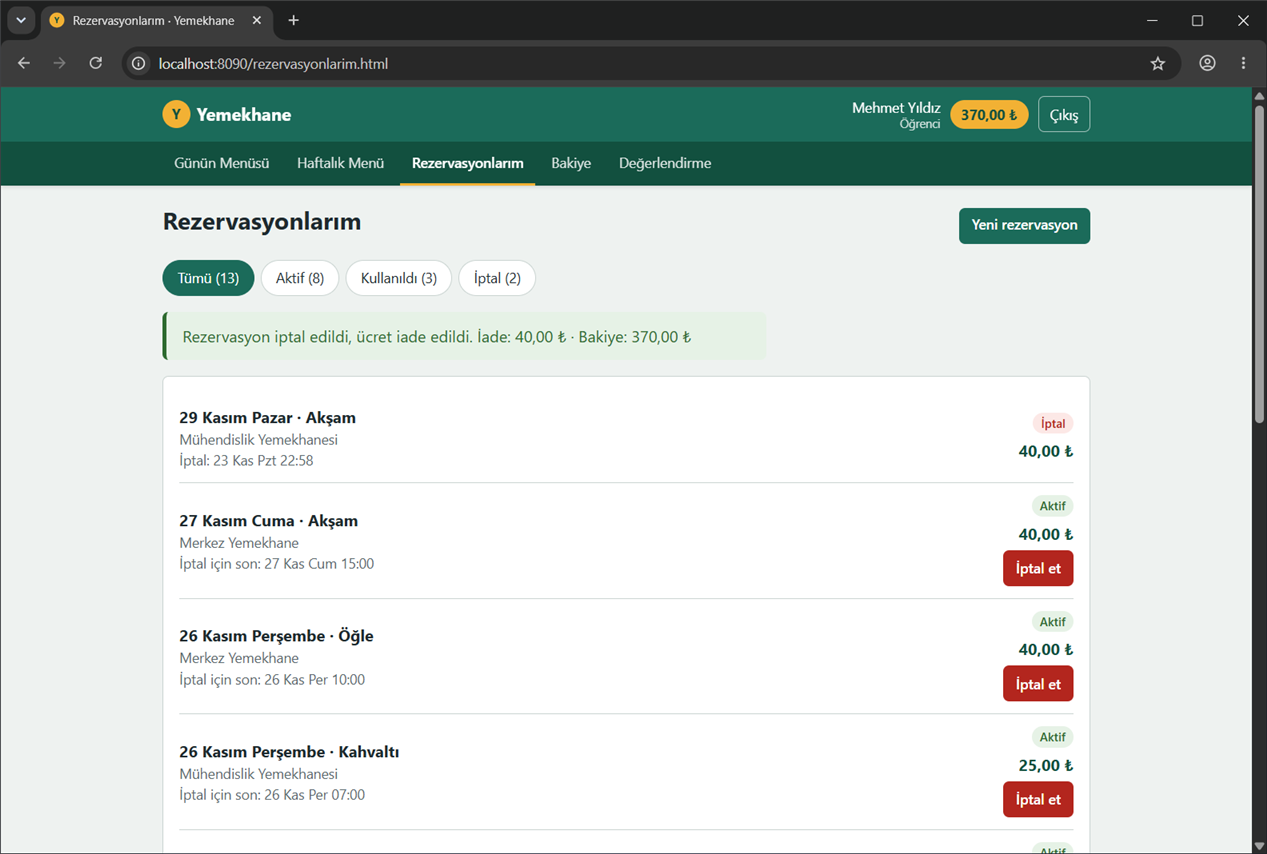 Y Rezervasyonlarım · Yemekhane
localhost:8090/rezervasyonlarim.html
Y Yemekhane
Mehmet Yıldız
Öğrenci
370,00 ₺
Çıkış
Günün Menüsü Haftalık Menü Rezervasyonlarım Bakiye Değerlendirme
Rezervasyonlarım
Yeni rezervasyon
Tümü (13) Aktif (8) Kullanıldı (3) İptal (2)
Rezervasyon iptal edildi, ücret iade edildi. İade: 40,00 ₺ · Bakiye: 370,00 ₺
29 Kasım Pazar · Akşam
Mühendislik Yemekhanesi
İptal: 23 Kas Pzt 22:58
İptal
40,00 ₺
27 Kasım Cuma · Akşam
Merkez Yemekhane
İptal için son: 27 Kas Cum 15:00
Aktif
40,00 ₺
İptal et
26 Kasım Perşembe · Öğle
Merkez Yemekhane
İptal için son: 26 Kas Per 10:00
Aktif
40,00 ₺
İptal et
26 Kasım Perşembe · Kahvaltı
Mühendislik Yemekhanesi
İptal için son: 26 Kas Per 07:00
Aktif
25,00 ₺
İptal et
Aktif